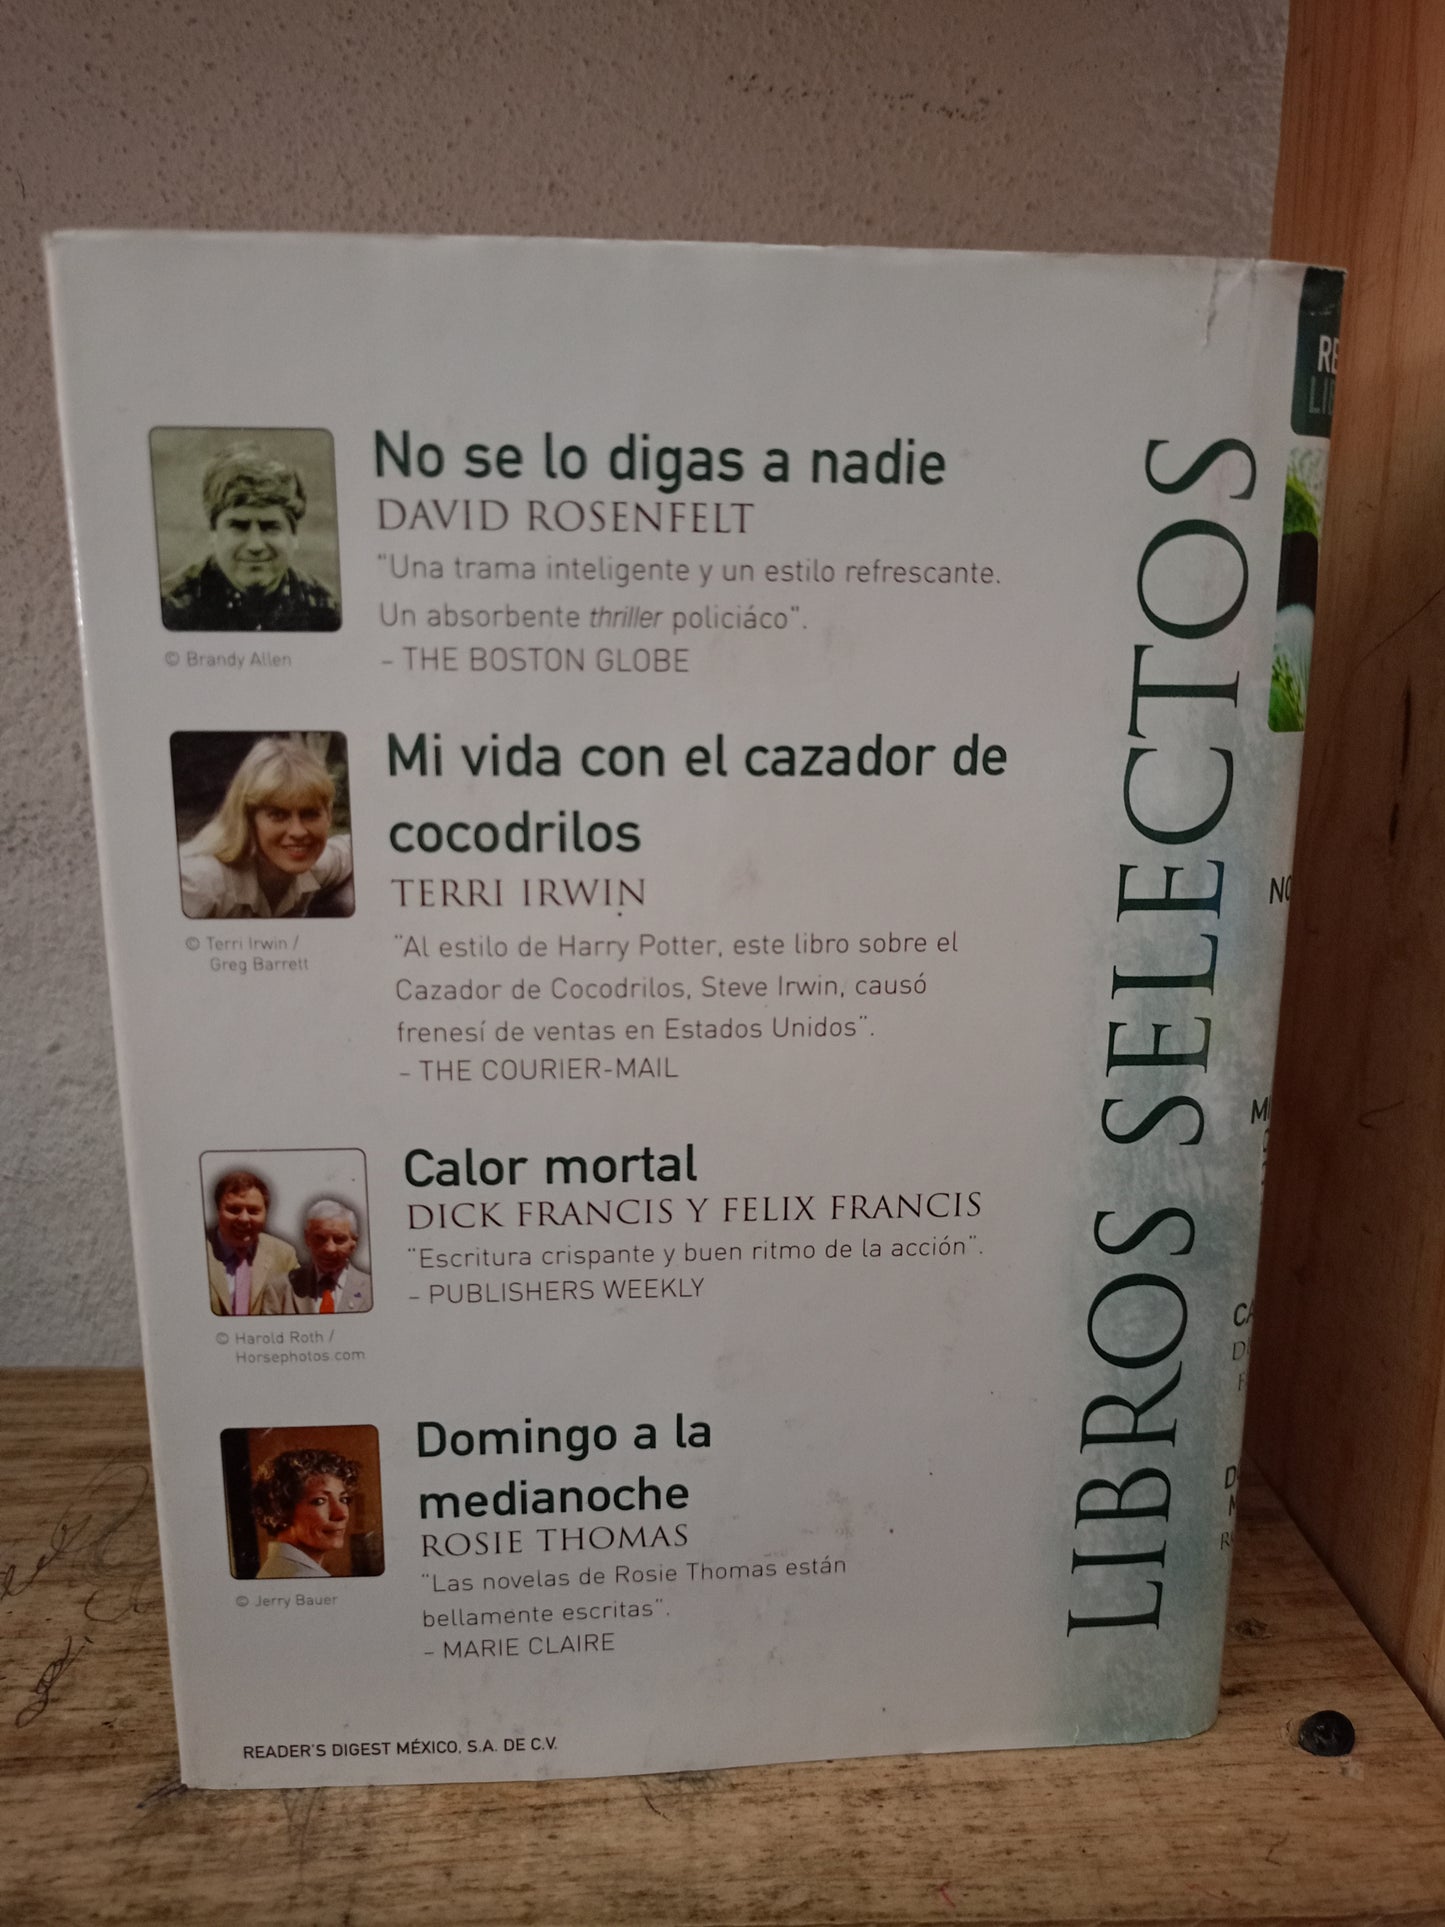 No se lo digas a nadie
DAVID ROSENFELT
"Una trama inteligente y un estilo refrescante.
Un absorbente thriller policiáco".
– THE BOSTON GLOBE
© Brandy Allen
Mi vida con el cazador de
cocodrilos
TERRI IRWIN
"Al estilo de Harry Potter, este libro sobre el
Cazador de Cocodrilos, Steve Irwin, causó
frenesí de ventas en Estados Unidos".
– THE COURIER-MAIL
© Terri Irwin /
Greg Barrett
Calor mortal
DICK FRANCIS Y FELIX FRANCIS
"Escritura crispante y buen ritmo de la acción".
– PUBLISHERS WEEKLY
© Harold Roth /
Horsephotos.com
Domingo a la
medianoche
ROSIE THOMAS
"Las novelas de Rosie Thomas están
bellamente escritas".
– MARIE CLAIRE
© Jerry Bauer
READER'S DIGEST MÉXICO, S.A. DE C.V.
LIBROS SELECTOS